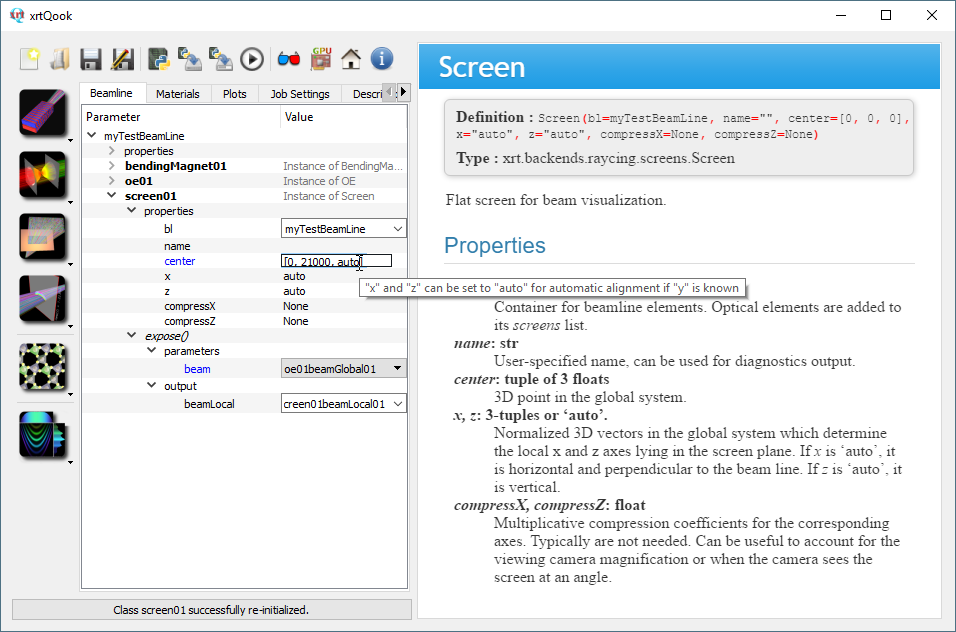 xrtQook
GPU
Beamline Materials Plots Job Settings Descri
Parameter Value
myTestBeamLine
properties
bendingMagnet01 Instance of BendingMa...
oe01 Instance of OE
screen01 Instance of Screen
properties
bl myTestBeamLine
name
center [0, 21000, auto]
x auto
z auto
compressX None
compressZ None
expose()
parameters
beam oe01beamGlobal01
output
beamLocal creen01beamLocal01
Class screen01 successfully re-initialized.
Screen
Definition : Screen(bl=myTestBeamLine, name="", center=[0, 0, 0],
x="auto", z="auto", compressX=None, compressZ=None)
Type : xrt.backends.raycing.screens.Screen
Flat screen for beam visualization.
Properties
"x" and "z" can be set to "auto" for automatic alignment if "y" is known
Container for beamline elements. Optical elements are added to
its screens list.
name: str
User-specified name, can be used for diagnostics output.
center: tuple of 3 floats
3D point in the global system.
x, z: 3-tuples or ‘auto’.
Normalized 3D vectors in the global system which determine
the local x and z axes lying in the screen plane. If x is ‘auto’, it
is horizontal and perpendicular to the beam line. If z is ‘auto’, it
is vertical.
compressX, compressZ: float
Multiplicative compression coefficients for the corresponding
axes. Typically are not needed. Can be useful to account for the
viewing camera magnification or when the camera sees the
screen at an angle.